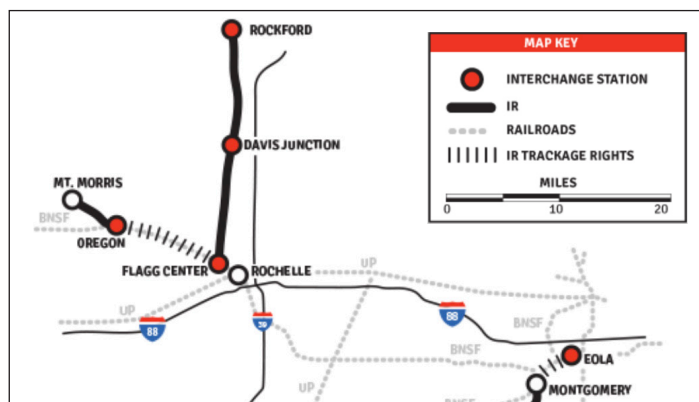 ROCKFORD
MAP KEY
INTERCHANGE STATION
IR
RAILROADS
IR TRACKAGE RIGHTS
MILES
0 10 20
DAVIS JUNCTION
MT. MORRIS
BNSF
OREGON
FLAGG CENTER
ROCHELLE
UP
UP
88
39
88
BNSF
BNSF
EOLA
UP
MONTGOMERY
BNSF